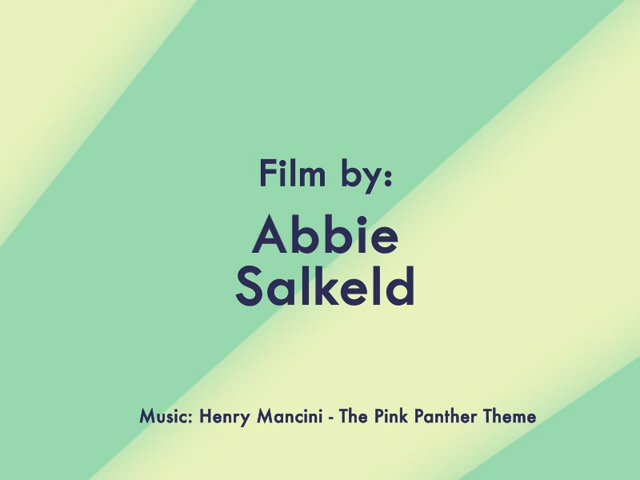 Film by:
Abbie
Salkeld
Music: Henry Mancini - The Pink Panther Theme